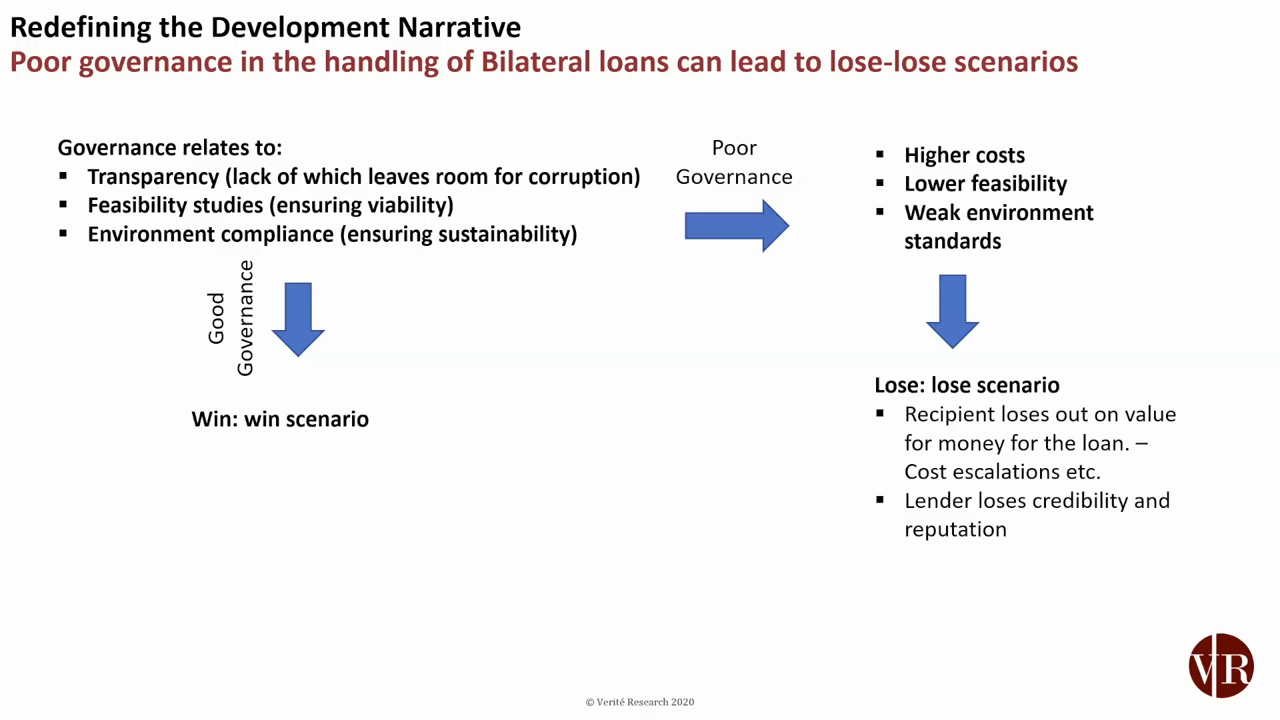 Redefining the Development Narrative
Poor governance in the handling of Bilateral loans can lead to lose-lose scenarios
Governance relates to:
▪ Transparency (lack of which leaves room for corruption)
▪ Feasibility studies (ensuring viability)
▪ Environment compliance (ensuring sustainability)
Poor
Governance
▪ Higher costs
▪ Lower feasibility
▪ Weak environment
standards
Good
Governance
Win: win scenario
Lose: lose scenario
▪ Recipient loses out on value
for money for the loan. –
Cost escalations etc.
▪ Lender loses credibility and
reputation
VR
© Verité Research 2020